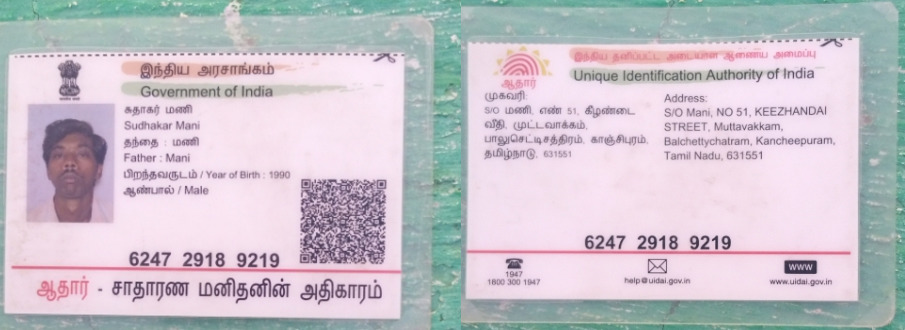 இந்திய அரசாங்கம்
Government of India
சுதாகர் மணி
Sudhakar Mani
தந்தை : மணி
Father : Mani
பிறந்தவருடம் / Year of Birth : 1990
ஆண்பால் / Male
6247 2918 9219
ஆதார் - சாதாரண மனிதனின் அதிகாரம்
இந்திய தனிப்பட்ட அடையாள ஆணைய அமைப்பு
Unique Identification Authority of India
ஆதார்
முகவரி:
S/O மணி, எண் 51, கீழண்டை
வீதி, முட்டவாக்கம்,
பாலுசெட்டிசத்திரம், காஞ்சிபுரம்,
தமிழ்நாடு, 631551
Address:
S/O Mani, NO 51, KEEZHANDAI
STREET, Muttavakkam,
Balchettychatram, Kancheepuram,
Tamil Nadu, 631551
6247 2918 9219
1947
1800 300 1947
help@uidai.gov.in
www
www.uidai.gov.in